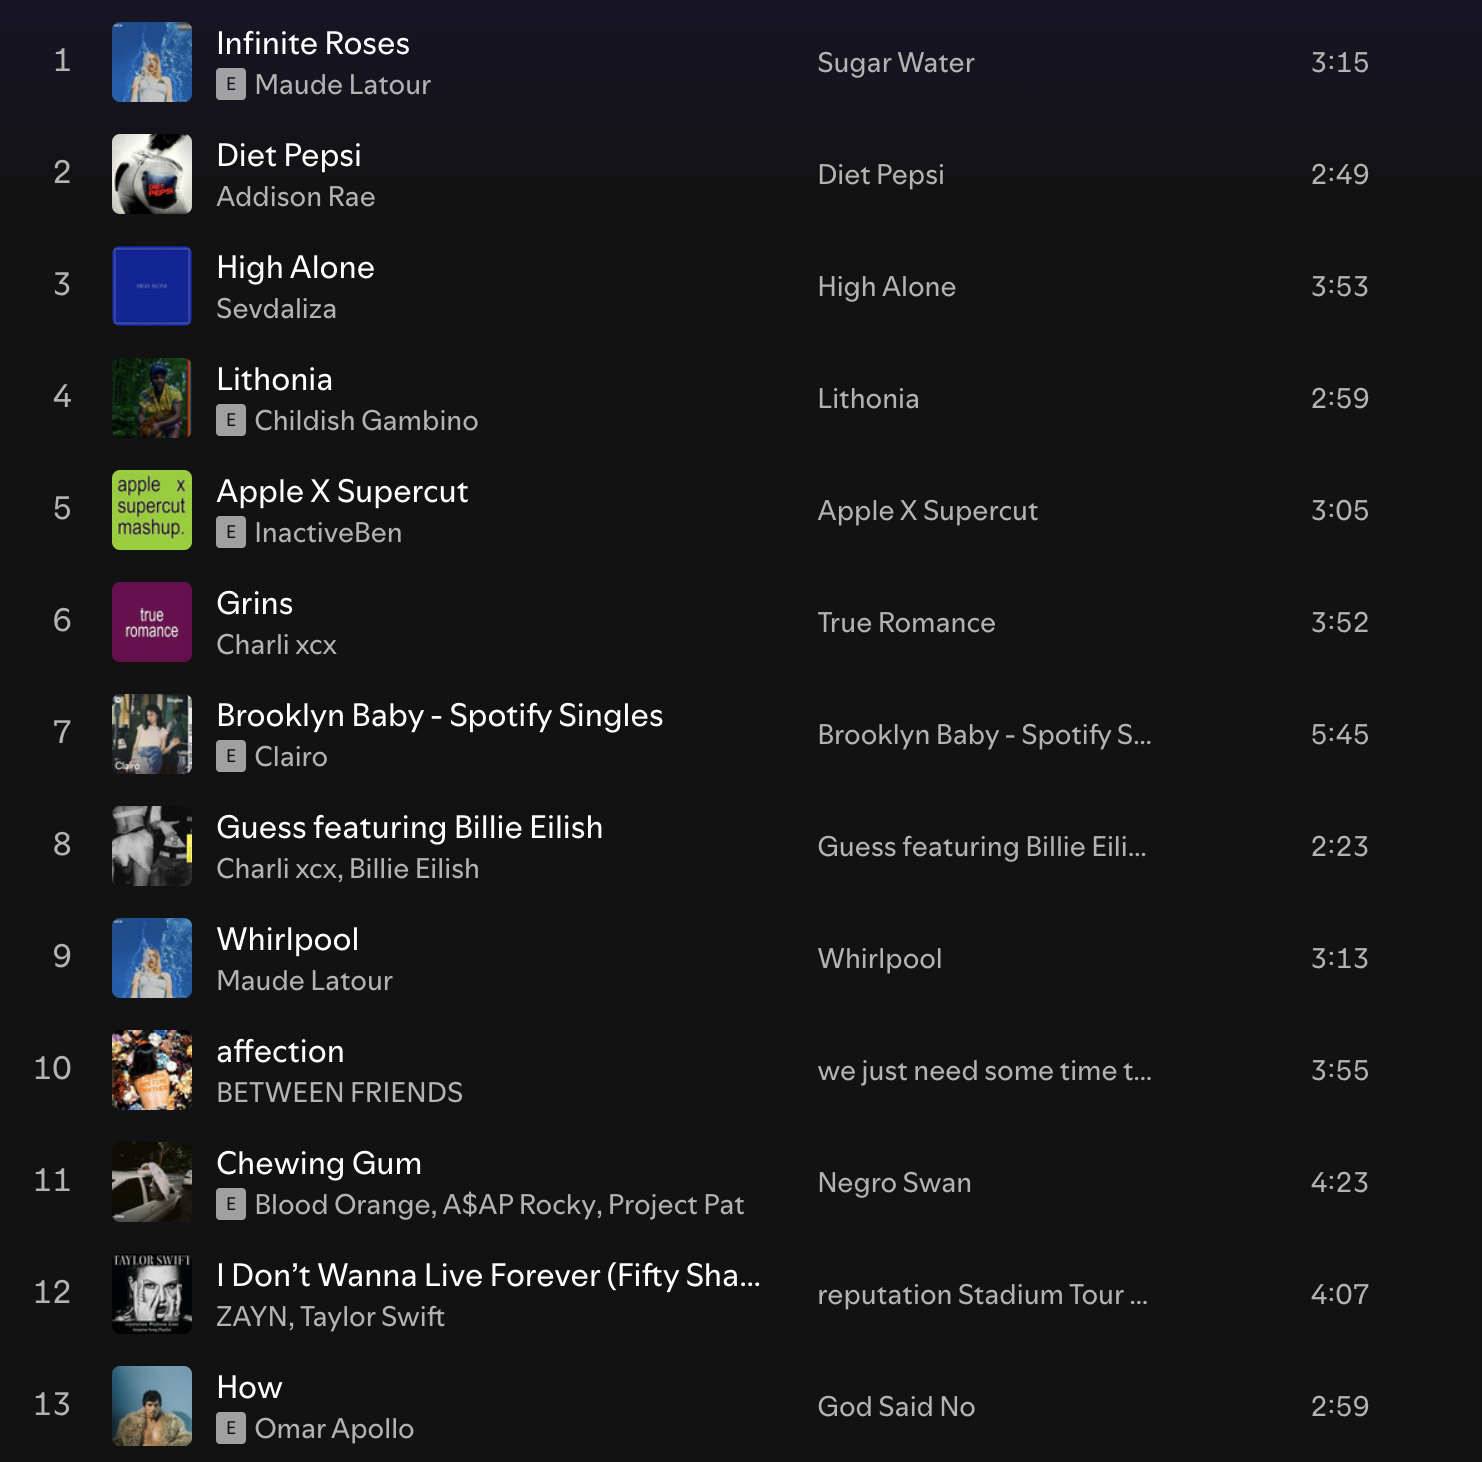 1
Infinite Roses
E Maude Latour
Sugar Water
3:15
2
DIET
PEPSI
Diet Pepsi
Addison Rae
Diet Pepsi
2:49
3
HIGH ALONE
High Alone
Sevdaliza
High Alone
3:53
4
Lithonia
E Childish Gambino
Lithonia
2:59
5
apple x
supercut
mashup.
Apple X Supercut
E InactiveBen
Apple X Supercut
3:05
6
true
romance
Grins
Charli xcx
True Romance
3:52
7
Singles
Clairo
Brooklyn Baby - Spotify Singles
E Clairo
Brooklyn Baby - Spotify S...
5:45
8
Guess featuring Billie Eilish
Charli xcx, Billie Eilish
Guess featuring Billie Eili...
2:23
9
Whirlpool
Maude Latour
Whirlpool
3:13
10
affection
BETWEEN FRIENDS
we just need some time t...
3:55
11
Chewing Gum
E Blood Orange, A$AP Rocky, Project Pat
Negro Swan
4:23
12
TAYLOR SWIFT
I Don’t Wanna Live Forever (Fifty Sha...
ZAYN, Taylor Swift
reputation Stadium Tour ...
4:07
13
How
E Omar Apollo
God Said No
2:59